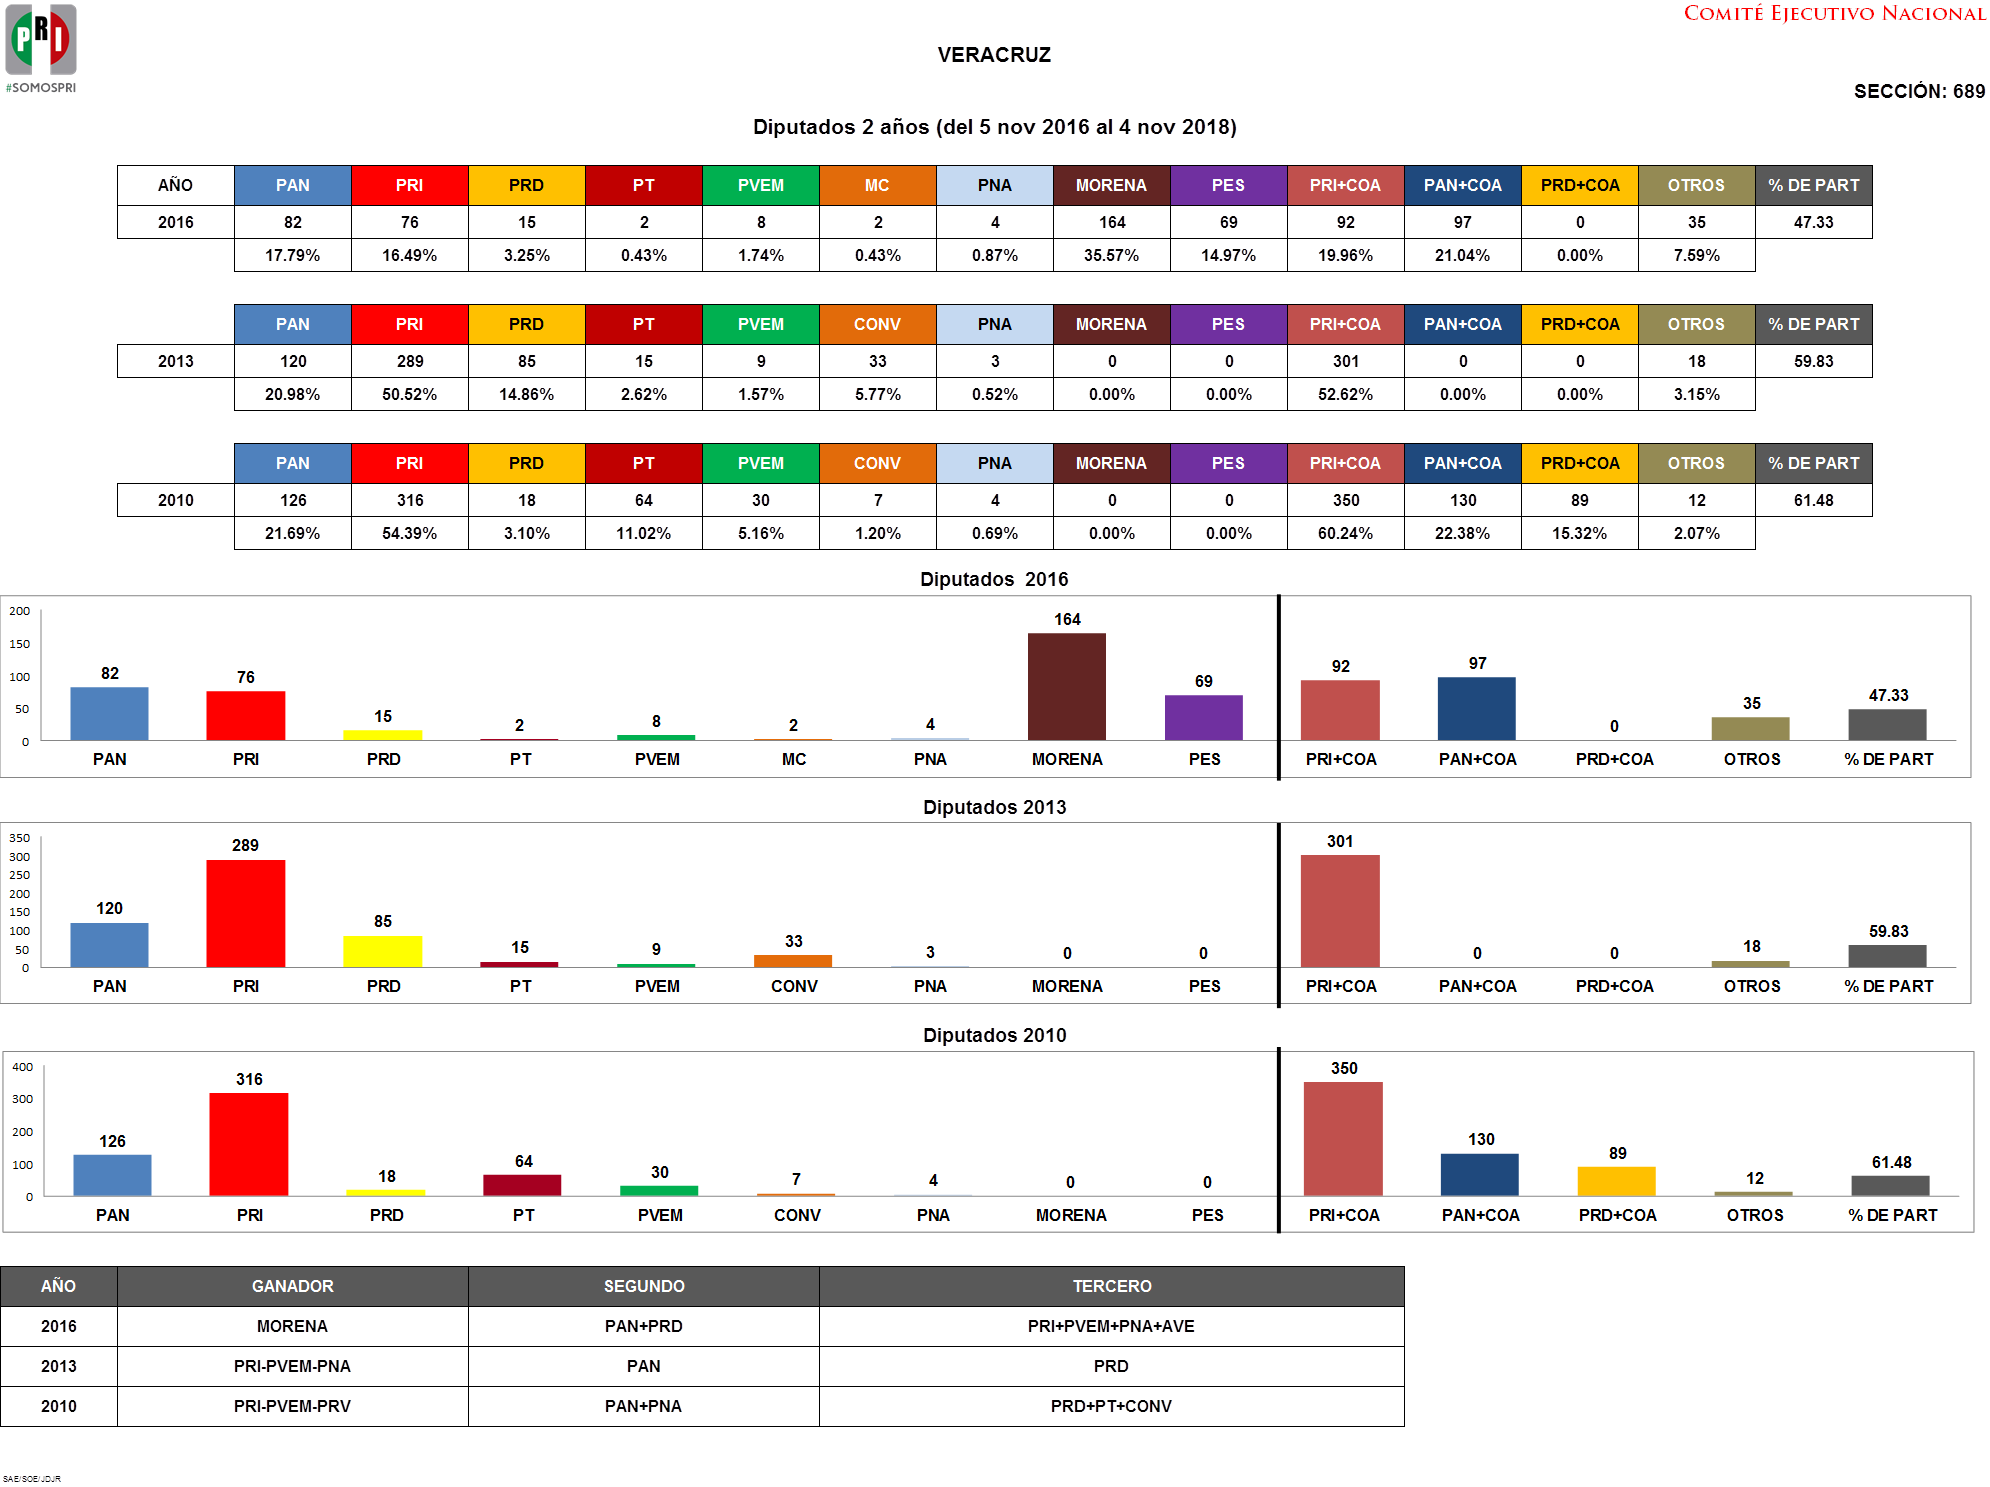 COMITÉ EJECUTIVO NACIONAL
PRI
#SOMOSPRI
VERACRUZ
SECCIÓN: 689
Diputados 2 años (del 5 nov 2016 al 4 nov 2018)
AÑO PAN PRI PRD PT PVEM MC PNA MORENA PES PRI+COA PAN+COA PRD+COA OTROS % DE PART
2016 82 76 15 2 8 2 4 164 69 92 97 0 35 47.33
17.79% 16.49% 3.25% 0.43% 1.74% 0.43% 0.87% 35.57% 14.97% 19.96% 21.04% 0.00% 7.59%
PAN PRI PRD PT PVEM CONV PNA MORENA PES PRI+COA PAN+COA PRD+COA OTROS % DE PART
2013 120 289 85 15 9 33 3 0 0 301 0 0 18 59.83
20.98% 50.52% 14.86% 2.62% 1.57% 5.77% 0.52% 0.00% 0.00% 52.62% 0.00% 0.00% 3.15%
PAN PRI PRD PT PVEM CONV PNA MORENA PES PRI+COA PAN+COA PRD+COA OTROS % DE PART
2010 126 316 18 64 30 7 4 0 0 350 130 89 12 61.48
21.69% 54.39% 3.10% 11.02% 5.16% 1.20% 0.69% 0.00% 0.00% 60.24% 22.38% 15.32% 2.07%
Diputados 2016
200
150
100
50
0
82 76 15 2 8 2 4 164 69 92 97 0 35 47.33
PAN PRI PRD PT PVEM MC PNA MORENA PES PRI+COA PAN+COA PRD+COA OTROS % DE PART
Diputados 2013
350
300
250
200
150
100
50
0
120 289 85 15 9 33 3 0 0 301 0 0 18 59.83
PAN PRI PRD PT PVEM CONV PNA MORENA PES PRI+COA PAN+COA PRD+COA OTROS % DE PART
Diputados 2010
400
300
200
100
0
126 316 18 64 30 7 4 0 0 350 130 89 12 61.48
PAN PRI PRD PT PVEM CONV PNA MORENA PES PRI+COA PAN+COA PRD+COA OTROS % DE PART
AÑO GANADOR SEGUNDO TERCERO
2016 MORENA PAN+PRD PRI+PVEM+PNA+AVE
2013 PRI-PVEM-PNA PAN PRD
2010 PRI-PVEM-PRV PAN+PNA PRD+PT+CONV
SAE/SOE/JDJR